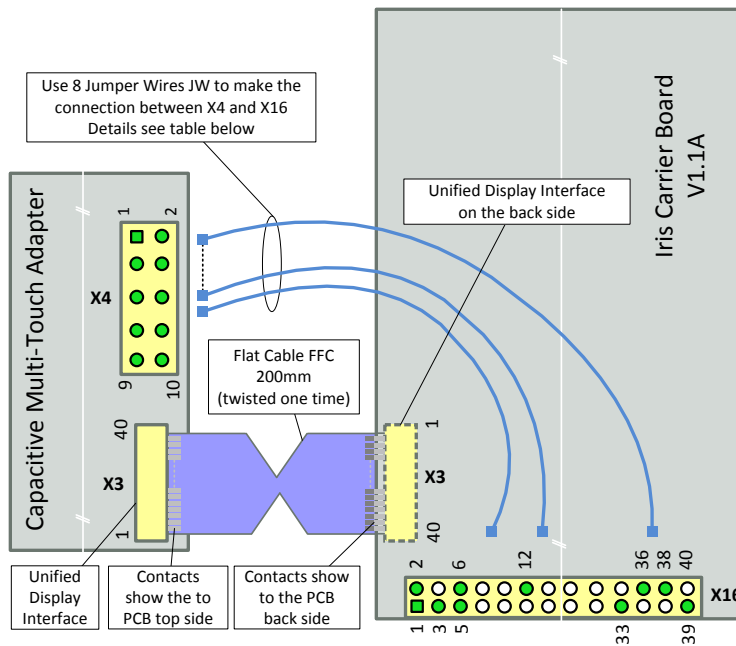 Use 8 Jumper Wires JW to make the
connection between X4 and X16
Details see table below
Iris Carrier Board
V1.1A
Unified Display Interface
on the back side
Capacitive Multi-Touch Adapter
1
2
X4
9
10
Flat Cable FFC
200mm
(twisted one time)
40
X3
1
1
X3
40
Unified
Display
Interface
Contacts
show the to
PCB top side
Contacts show
to the PCB
back side
2
6
12
36
38
40
X16
1
3
5
33
39